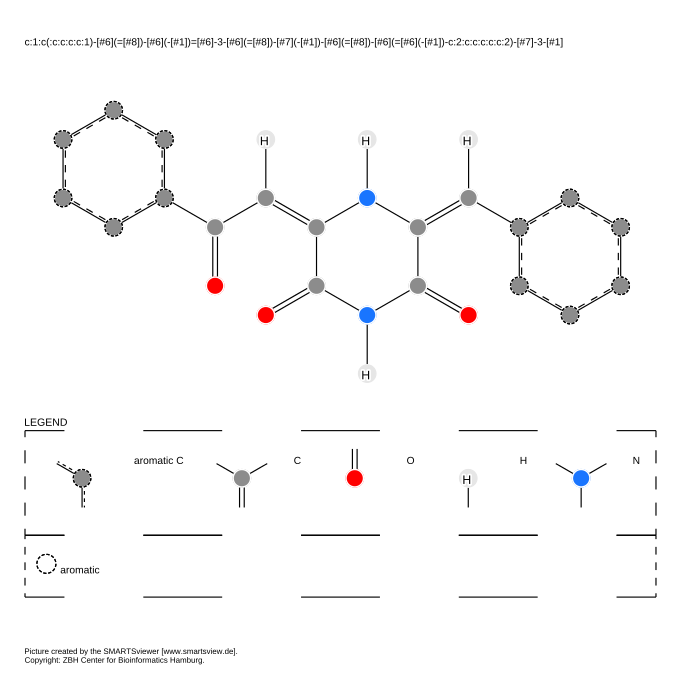 c:1:c(:c:c:c:c:1)-[#6](=[#8])-[#6](-[#1])=[#6]-3-[#6](=[#8])-[#7](-[#1])-[#6](=[#8])-[#6](=[#6](-[#1])-c:2:c:c:c:c:c:2)-[#7]-3-[#1]
H H H
H
LEGEND
aromatic C C O H H N
aromatic
Picture created by the SMARTSviewer [www.smartsview.de].
Copyright: ZBH Center for Bioinformatics Hamburg.